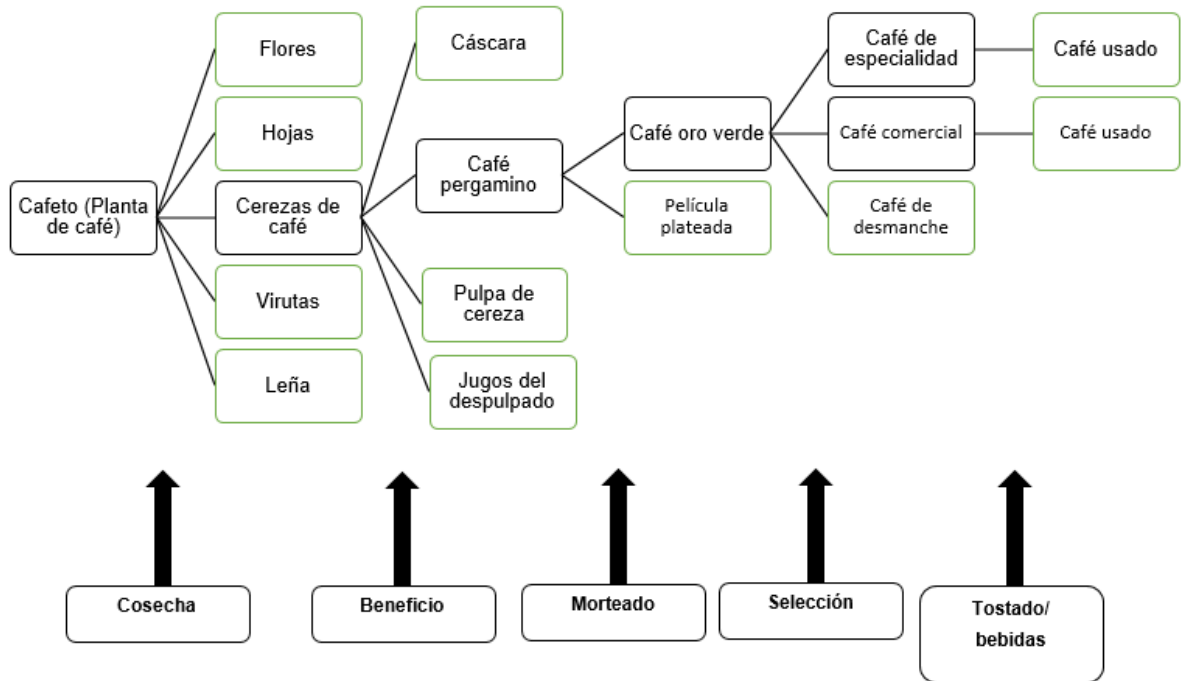 Flores
Cáscara
Café de
especialidad
Café usado
Hojas
Café oro verde
Café comercial
Café usado
Café
pergamino
Cafeto (Planta
de café)
Cerezas de
café
Película
plateada
Café de
desmanche
Virutas
Pulpa de
cereza
Leña
Jugos del
despulpado
Cosecha
Beneficio
Morteado
Selección
Tostado/
bebidas